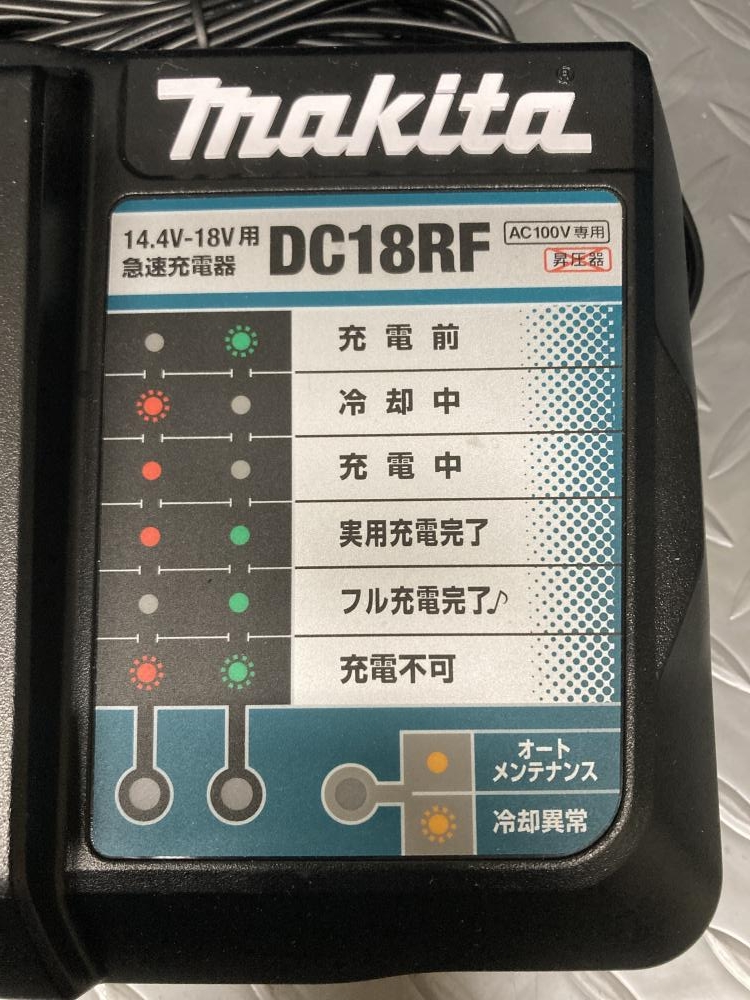 makita®
14.4V-18V用
急速充電器
DC18RF
AC100V専用
昇圧器
充電前
冷却中
充電中
実用充電完了
フル充電完了♪
充電不可
オート
メンテナンス
冷却異常